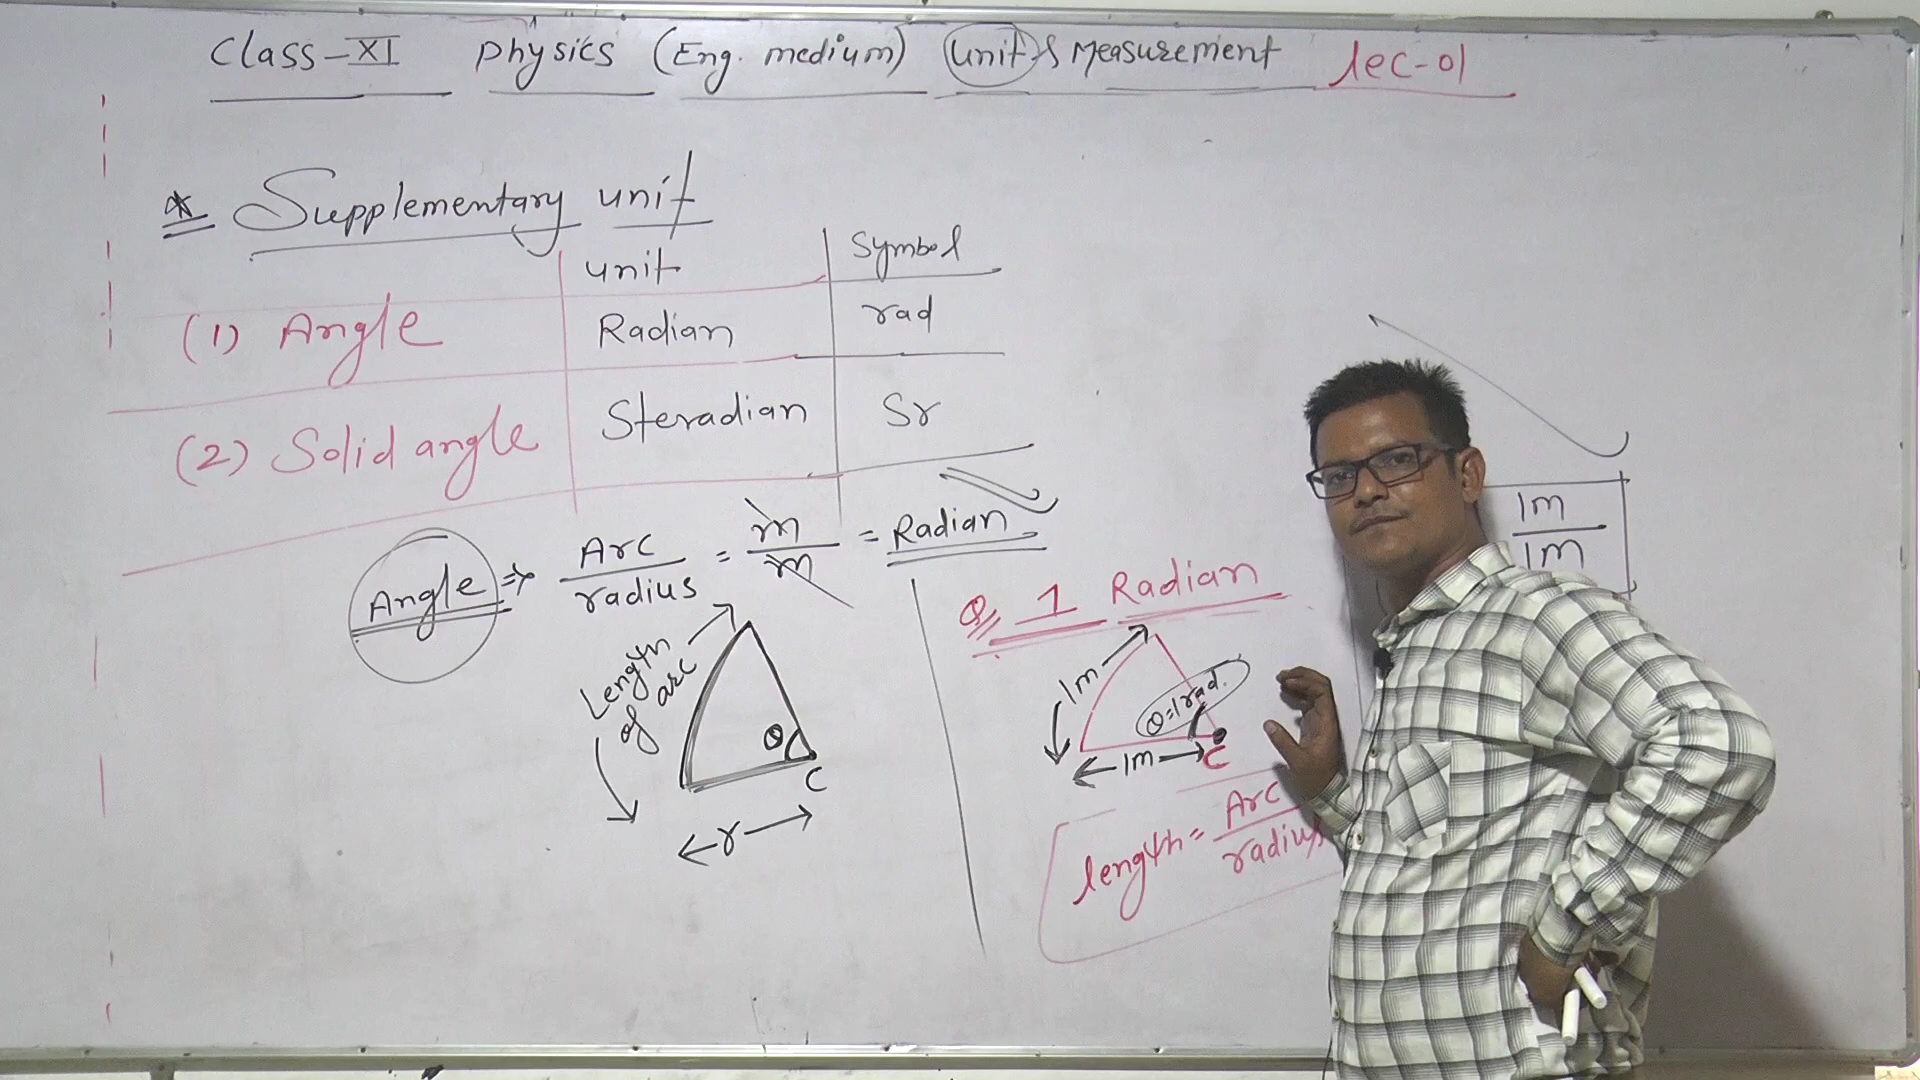 Class-XI Physics (Eng. medium) Unit & Measurement lec-01
* Supplementary unit
unit Symbol
(1) Angle Radian rad
(2) Solid angle Steradian Sr
Angle ⇒ Arc/radius = m/m = Radian
Length of arc
θ
C
r
Q, 1 Radian
1m
θ=1rad.
1m
C
length = Arc/radius
1m/1m